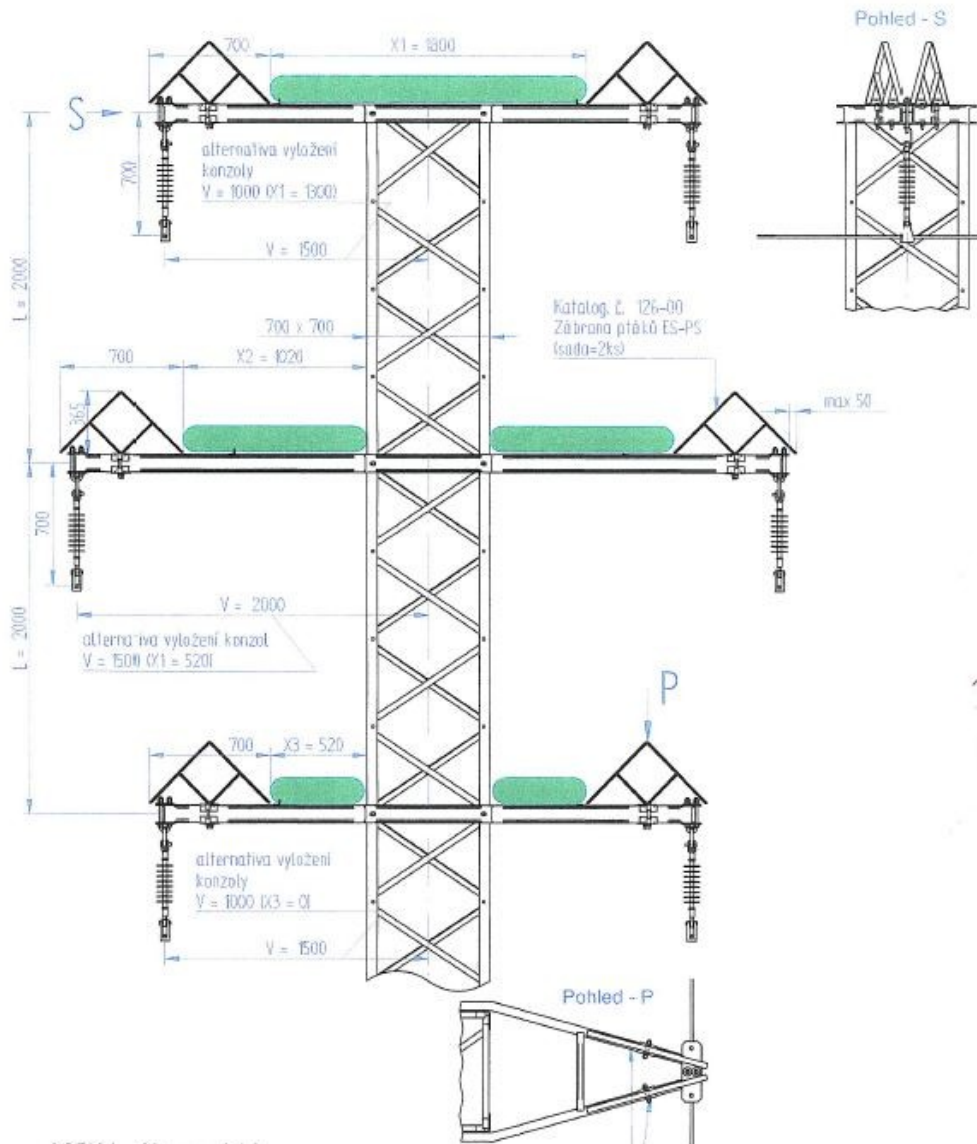 Pohled - S
700
X1 = 1800
S
alternativa vyložení
konzoly
V = 1000 (X1 = 1300)
700
V = 1500
L = 2000
700 x 700
Katalog. č. 126-00
Zábrana ptáků ES-PS
(sada=2ks)
700
X2 = 1020
365
max 50
700
V = 2000
alternativa vyložení konzol
V = 1500 (X1 = 520)
L = 2000
P
700
X3 = 520
alternativa vyložení
konzoly
V = 1000 (X3 = 0)
V = 1500
Pohled - P